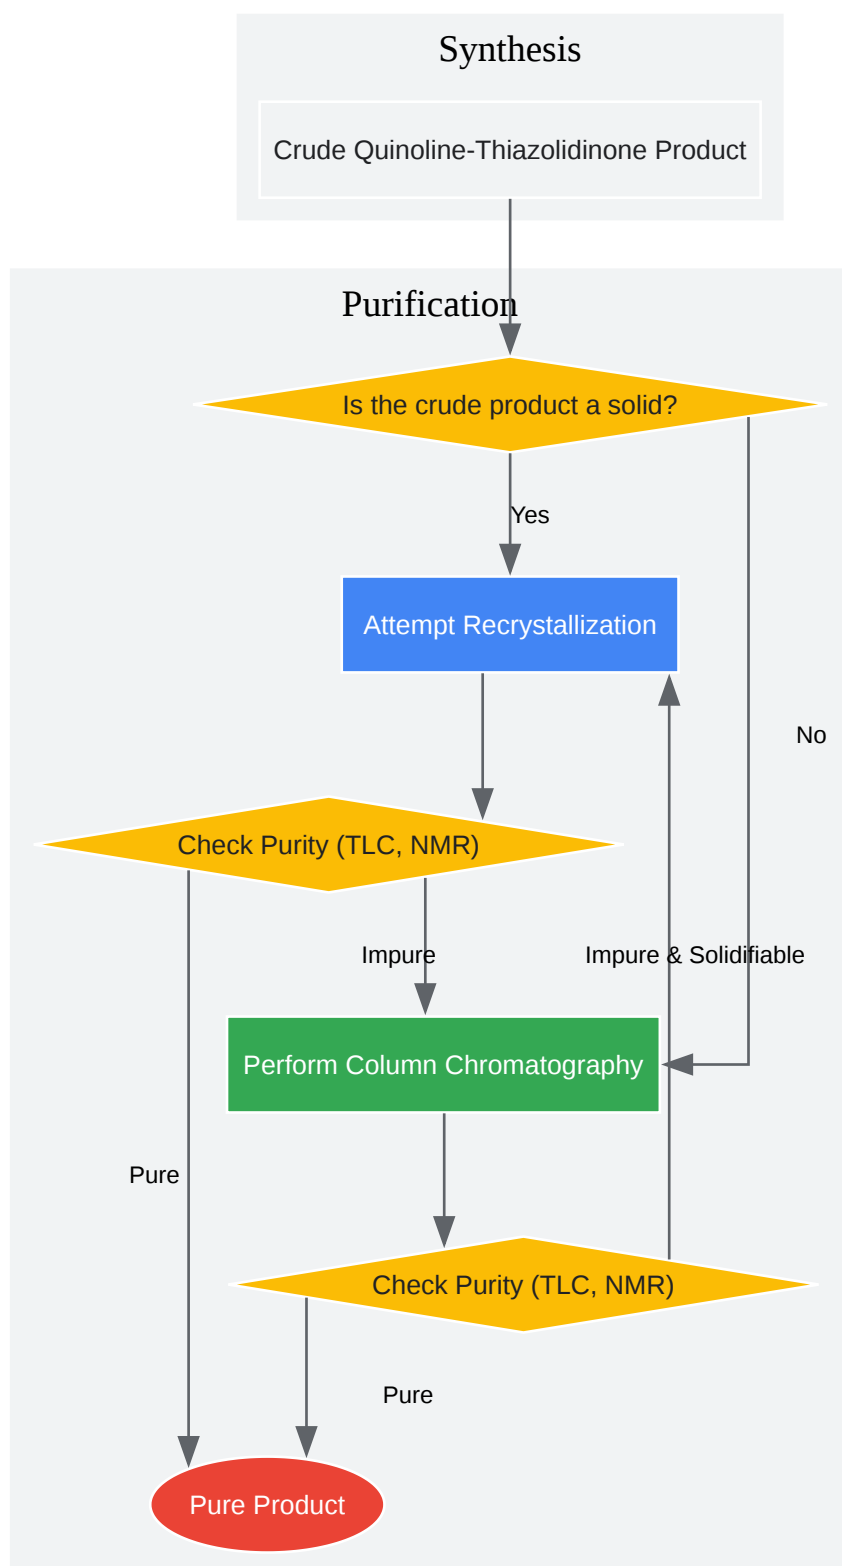 Synthesis
Crude Quinoline-Thiazolidinone Product
Purification
Is the crude product a solid?
Yes
Attempt Recrystallization
No
Check Purity (TLC, NMR)
Impure
Impure & Solidifiable
Perform Column Chromatography
Pure
Check Purity (TLC, NMR)
Pure
Pure Product